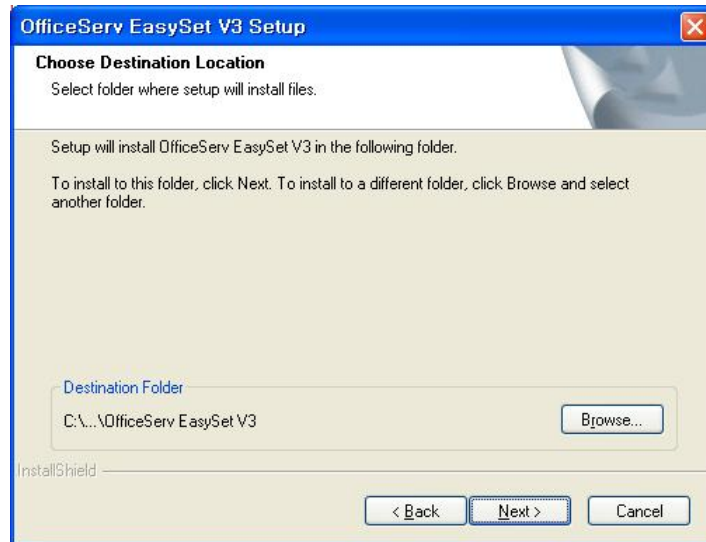 OfficeServ EasySet V3 Setup
Choose Destination Location
Select folder where setup will install files.
Setup will install OfficeServ EasySet V3 in the following folder.
To install to this folder, click Next. To install to a different folder, click Browse and select
another folder.
Destination Folder
C:\...\OfficeServ EasySet V3
Browse...
InstallShield
< Back
Next >
Cancel